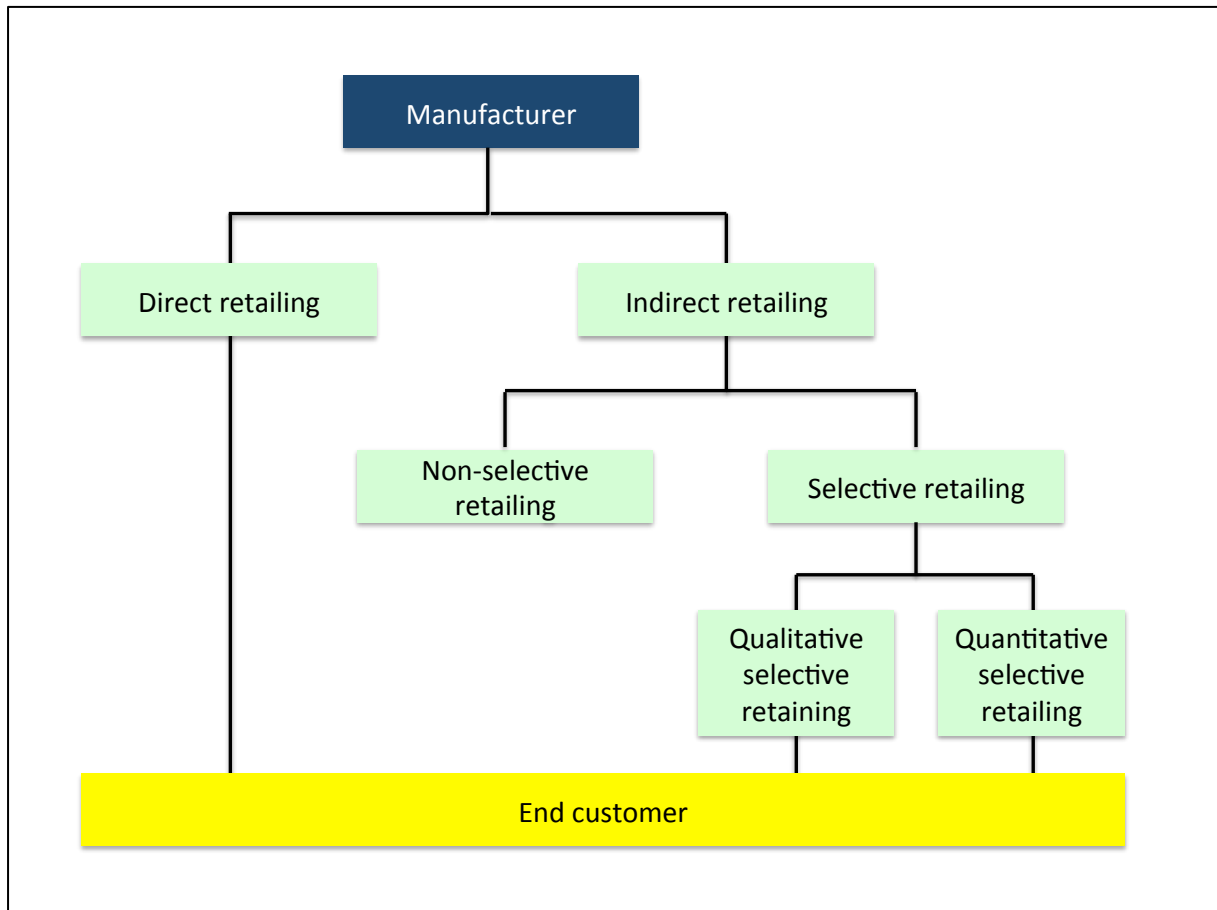 Manufacturer
Direct retailing
Indirect retailing
Non-selective
retailing
Selective retailing
Qualitative
selective
retaining
Quantitative
selective
retailing
End customer